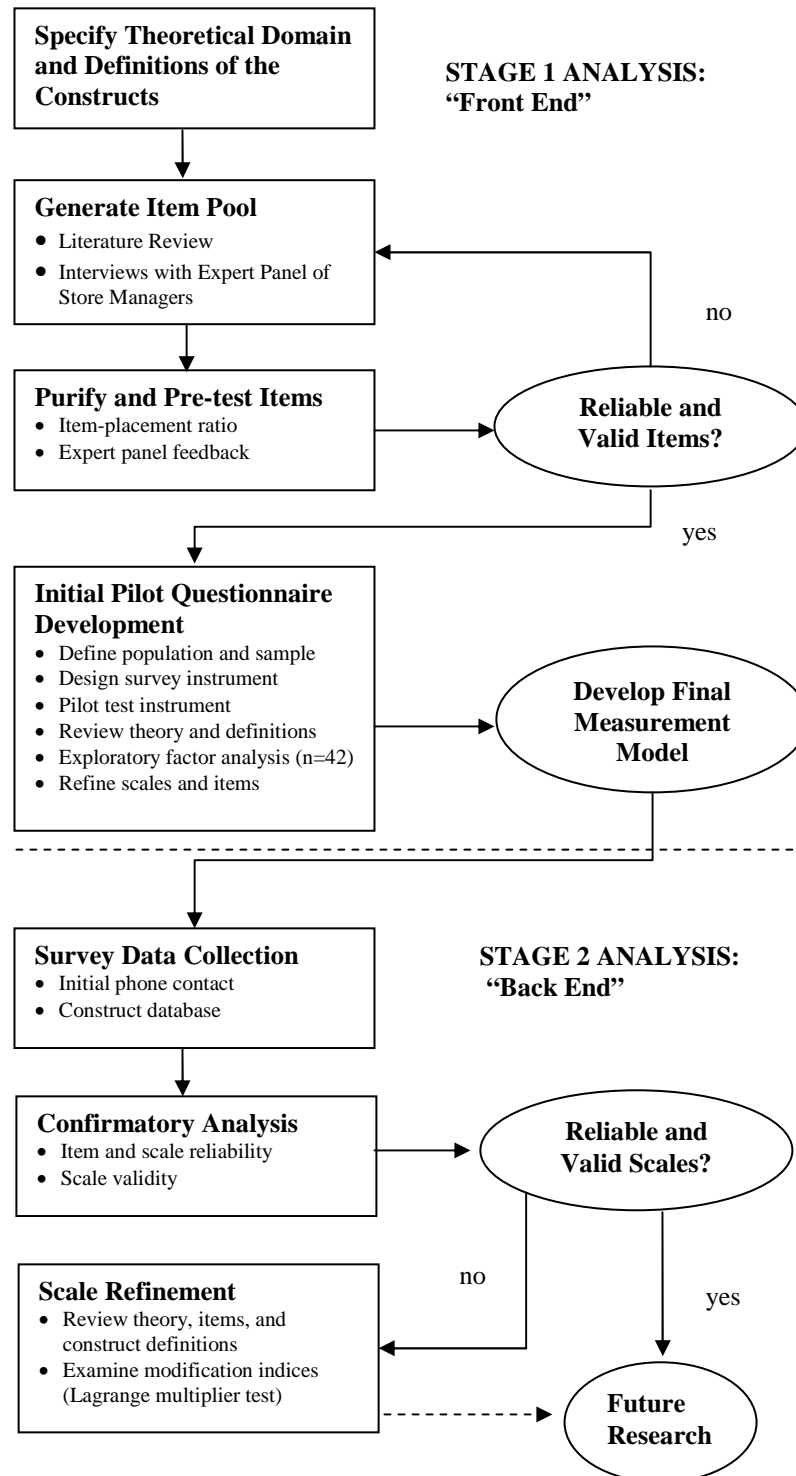 Specify Theoretical Domain
and Definitions of the
Constructs
STAGE 1 ANALYSIS:
“Front End”
Generate Item Pool
• Literature Review
• Interviews with Expert Panel of
Store Managers
no
Purify and Pre-test Items
• Item-placement ratio
• Expert panel feedback
Reliable and
Valid Items?
yes
Initial Pilot Questionnaire
Development
• Define population and sample
• Design survey instrument
• Pilot test instrument
• Review theory and definitions
• Exploratory factor analysis (n=42)
• Refine scales and items
Develop Final
Measurement
Model
Survey Data Collection
• Initial phone contact
• Construct database
STAGE 2 ANALYSIS:
“Back End”
Confirmatory Analysis
• Item and scale reliability
• Scale validity
Reliable and
Valid Scales?
no
yes
Scale Refinement
• Review theory, items, and
construct definitions
• Examine modification indices
(Lagrange multiplier test)
Future
Research